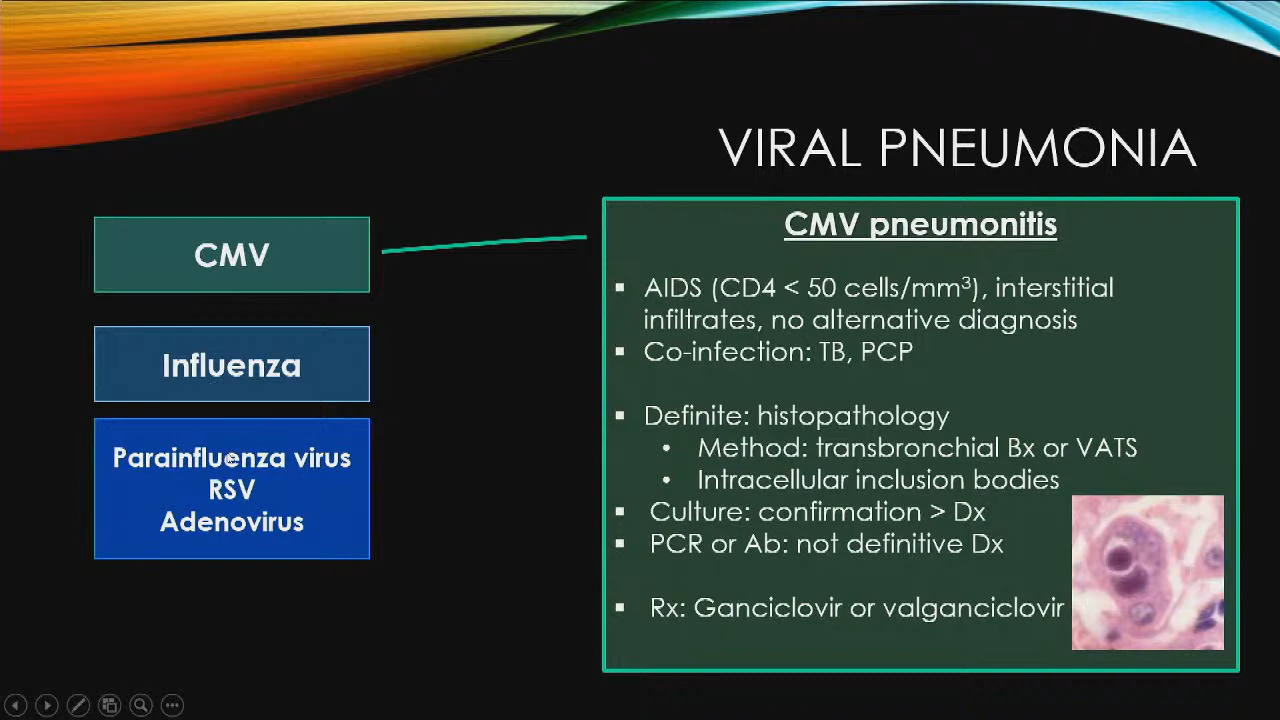 VIRAL PNEUMONIA
CMV
Influenza
Parainfluenza virus
RSV
Adenovirus
CMV pneumonitis
▪ AIDS (CD4 < 50 cells/mm³), interstitial
infiltrates, no alternative diagnosis
▪ Co-infection: TB, PCP
▪ Definite: histopathology
• Method: transbronchial Bx or VATS
• Intracellular inclusion bodies
▪ Culture: confirmation > Dx
▪ PCR or Ab: not definitive Dx
▪ Rx: Ganciclovir or valganciclovir